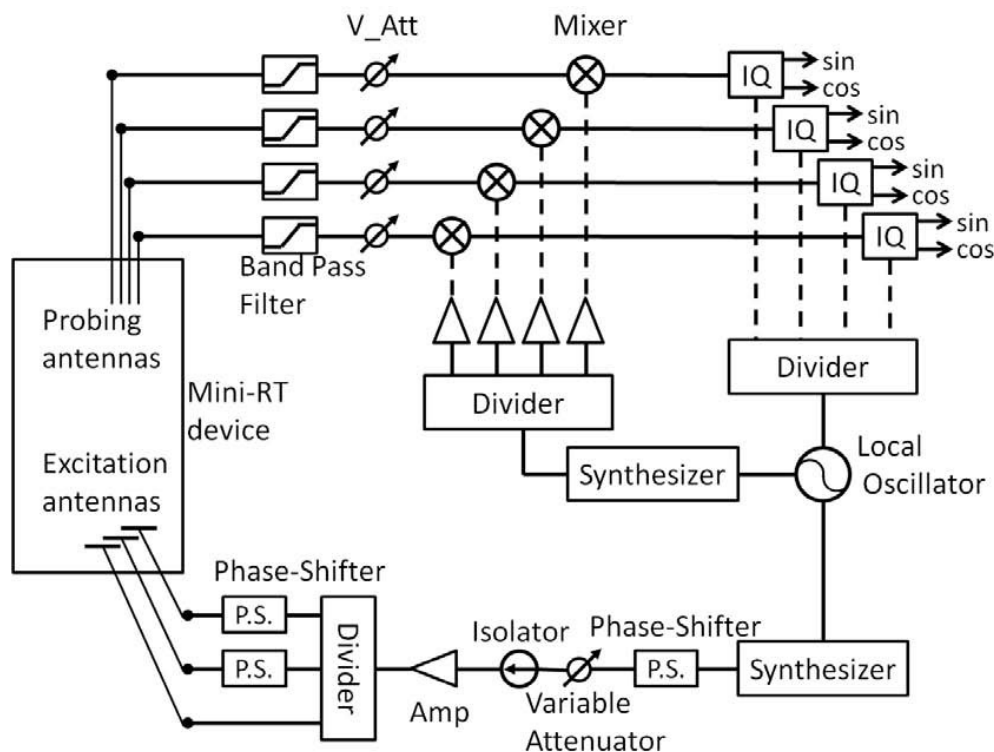 V_Att
Mixer
IQ
sin
cos
IQ
sin
cos
IQ
sin
cos
IQ
sin
cos
Band Pass
Filter
Probing
antennas
Mini-RT
device
Excitation
antennas
Divider
Divider
Synthesizer
Local
Oscillator
Phase-Shifter
P.S.
P.S.
Divider
Amp
Isolator
Variable
Attenuator
Phase-Shifter
P.S.
Synthesizer